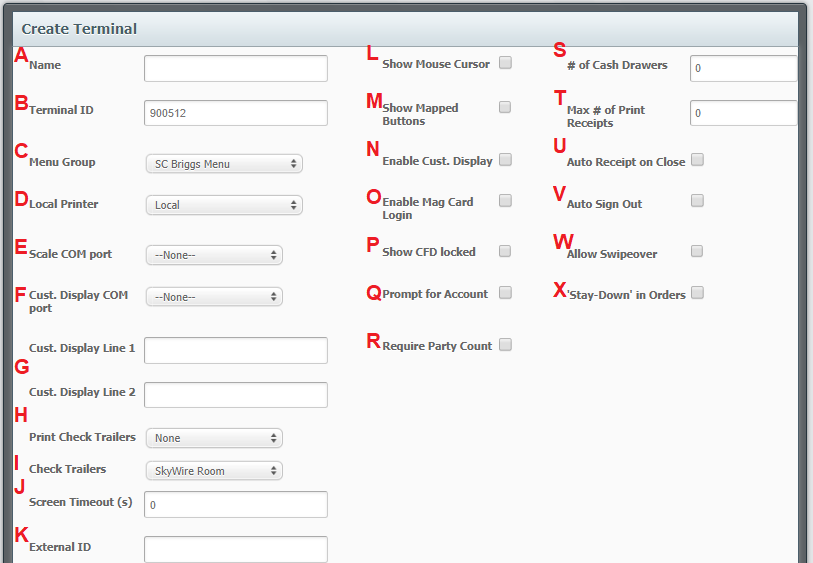 Create Terminal
A Name
B Terminal ID 900512
C Menu Group SC Briggs Menu
D Local Printer Local
E Scale COM port --None--
F Cust. Display COM port --None--
Cust. Display Line 1
G
Cust. Display Line 2
H
Print Check Trailers None
I Check Trailers SkyWire Room
J Screen Timeout (s) 0
K External ID
L Show Mouse Cursor
M Show Mapped
Buttons
N Enable Cust. Display
O Enable Mag Card
Login
P Show CFD locked
Q Prompt for Account
R Require Party Count
S # of Cash Drawers 0
T Max # of Print 0
Receipts
U Auto Receipt on Close
V Auto Sign Out
W Allow Swipeover
X 'Stay-Down' in Orders